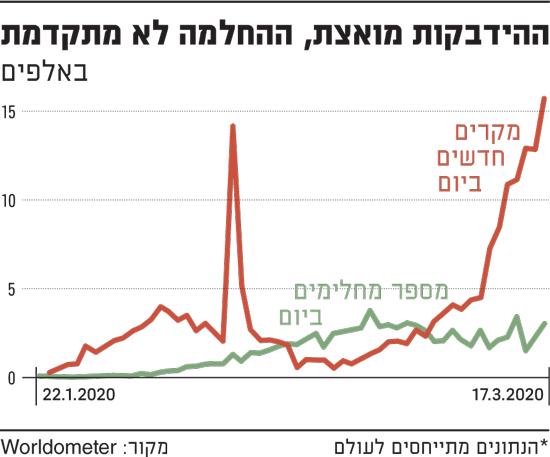 ההידבקות מואצת, ההחלמה לא מתקדמת
באלפים
15
10
5
0
מקרים
חדשים
ביום
מספר מחלימים
ביום
22.1.2020
17.3.2020
*הנתונים מתייחסים לעולם
מקור: Worldometer